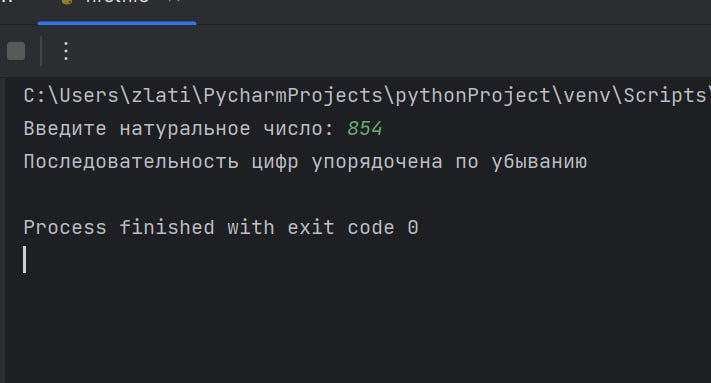 C:\Users\zlati\PycharmProjects\pythonProject\venv\Scripts\
Введите натуральное число: 854
Последовательность цифр упорядочена по убыванию
Process finished with exit code 0